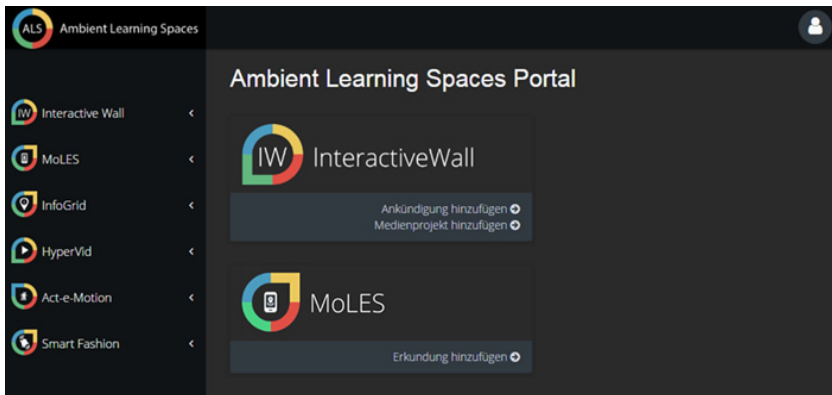 ALS Ambient Learning Spaces
Ambient Learning Spaces Portal
IW Interactive Wall
MoLES
InfoGrid
HyperVid
Act-e-Motion
Smart Fashion
IW InteractiveWall
Ankündigung hinzufügen
Medienprojekt hinzufügen
MoLES
Erkundung hinzufügen